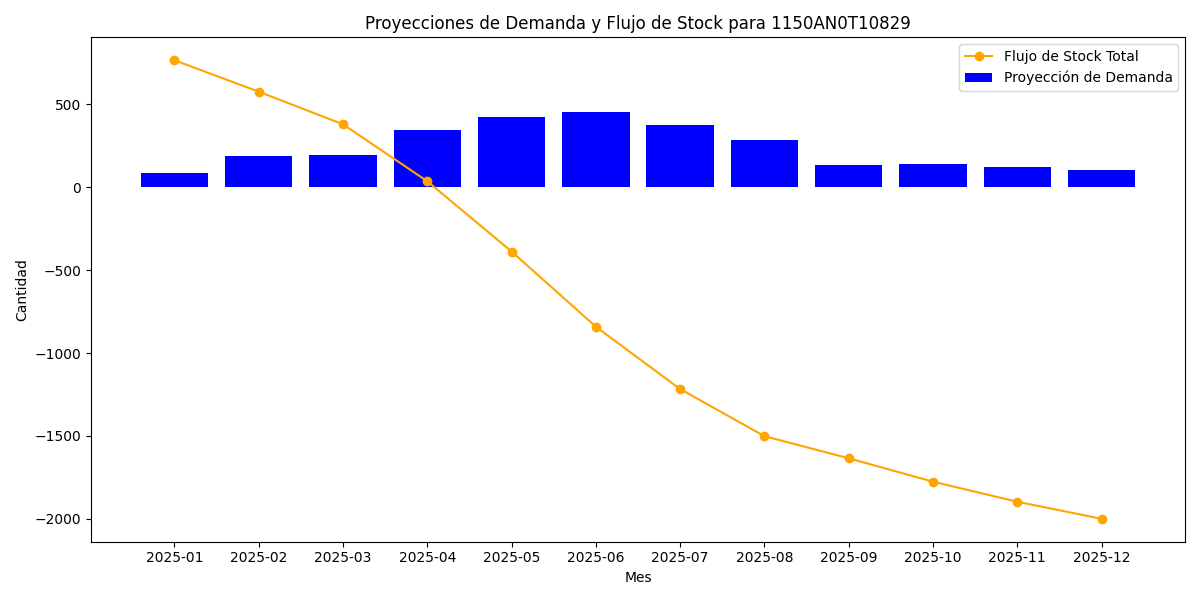 Proyecciones de Demanda y Flujo de Stock para 1150AN0T10829
Flujo de Stock Total
Proyección de Demanda
Cantidad
500
0
−500
−1000
−1500
−2000
2025-01 2025-02 2025-03 2025-04 2025-05 2025-06 2025-07 2025-08 2025-09 2025-10 2025-11 2025-12
Mes